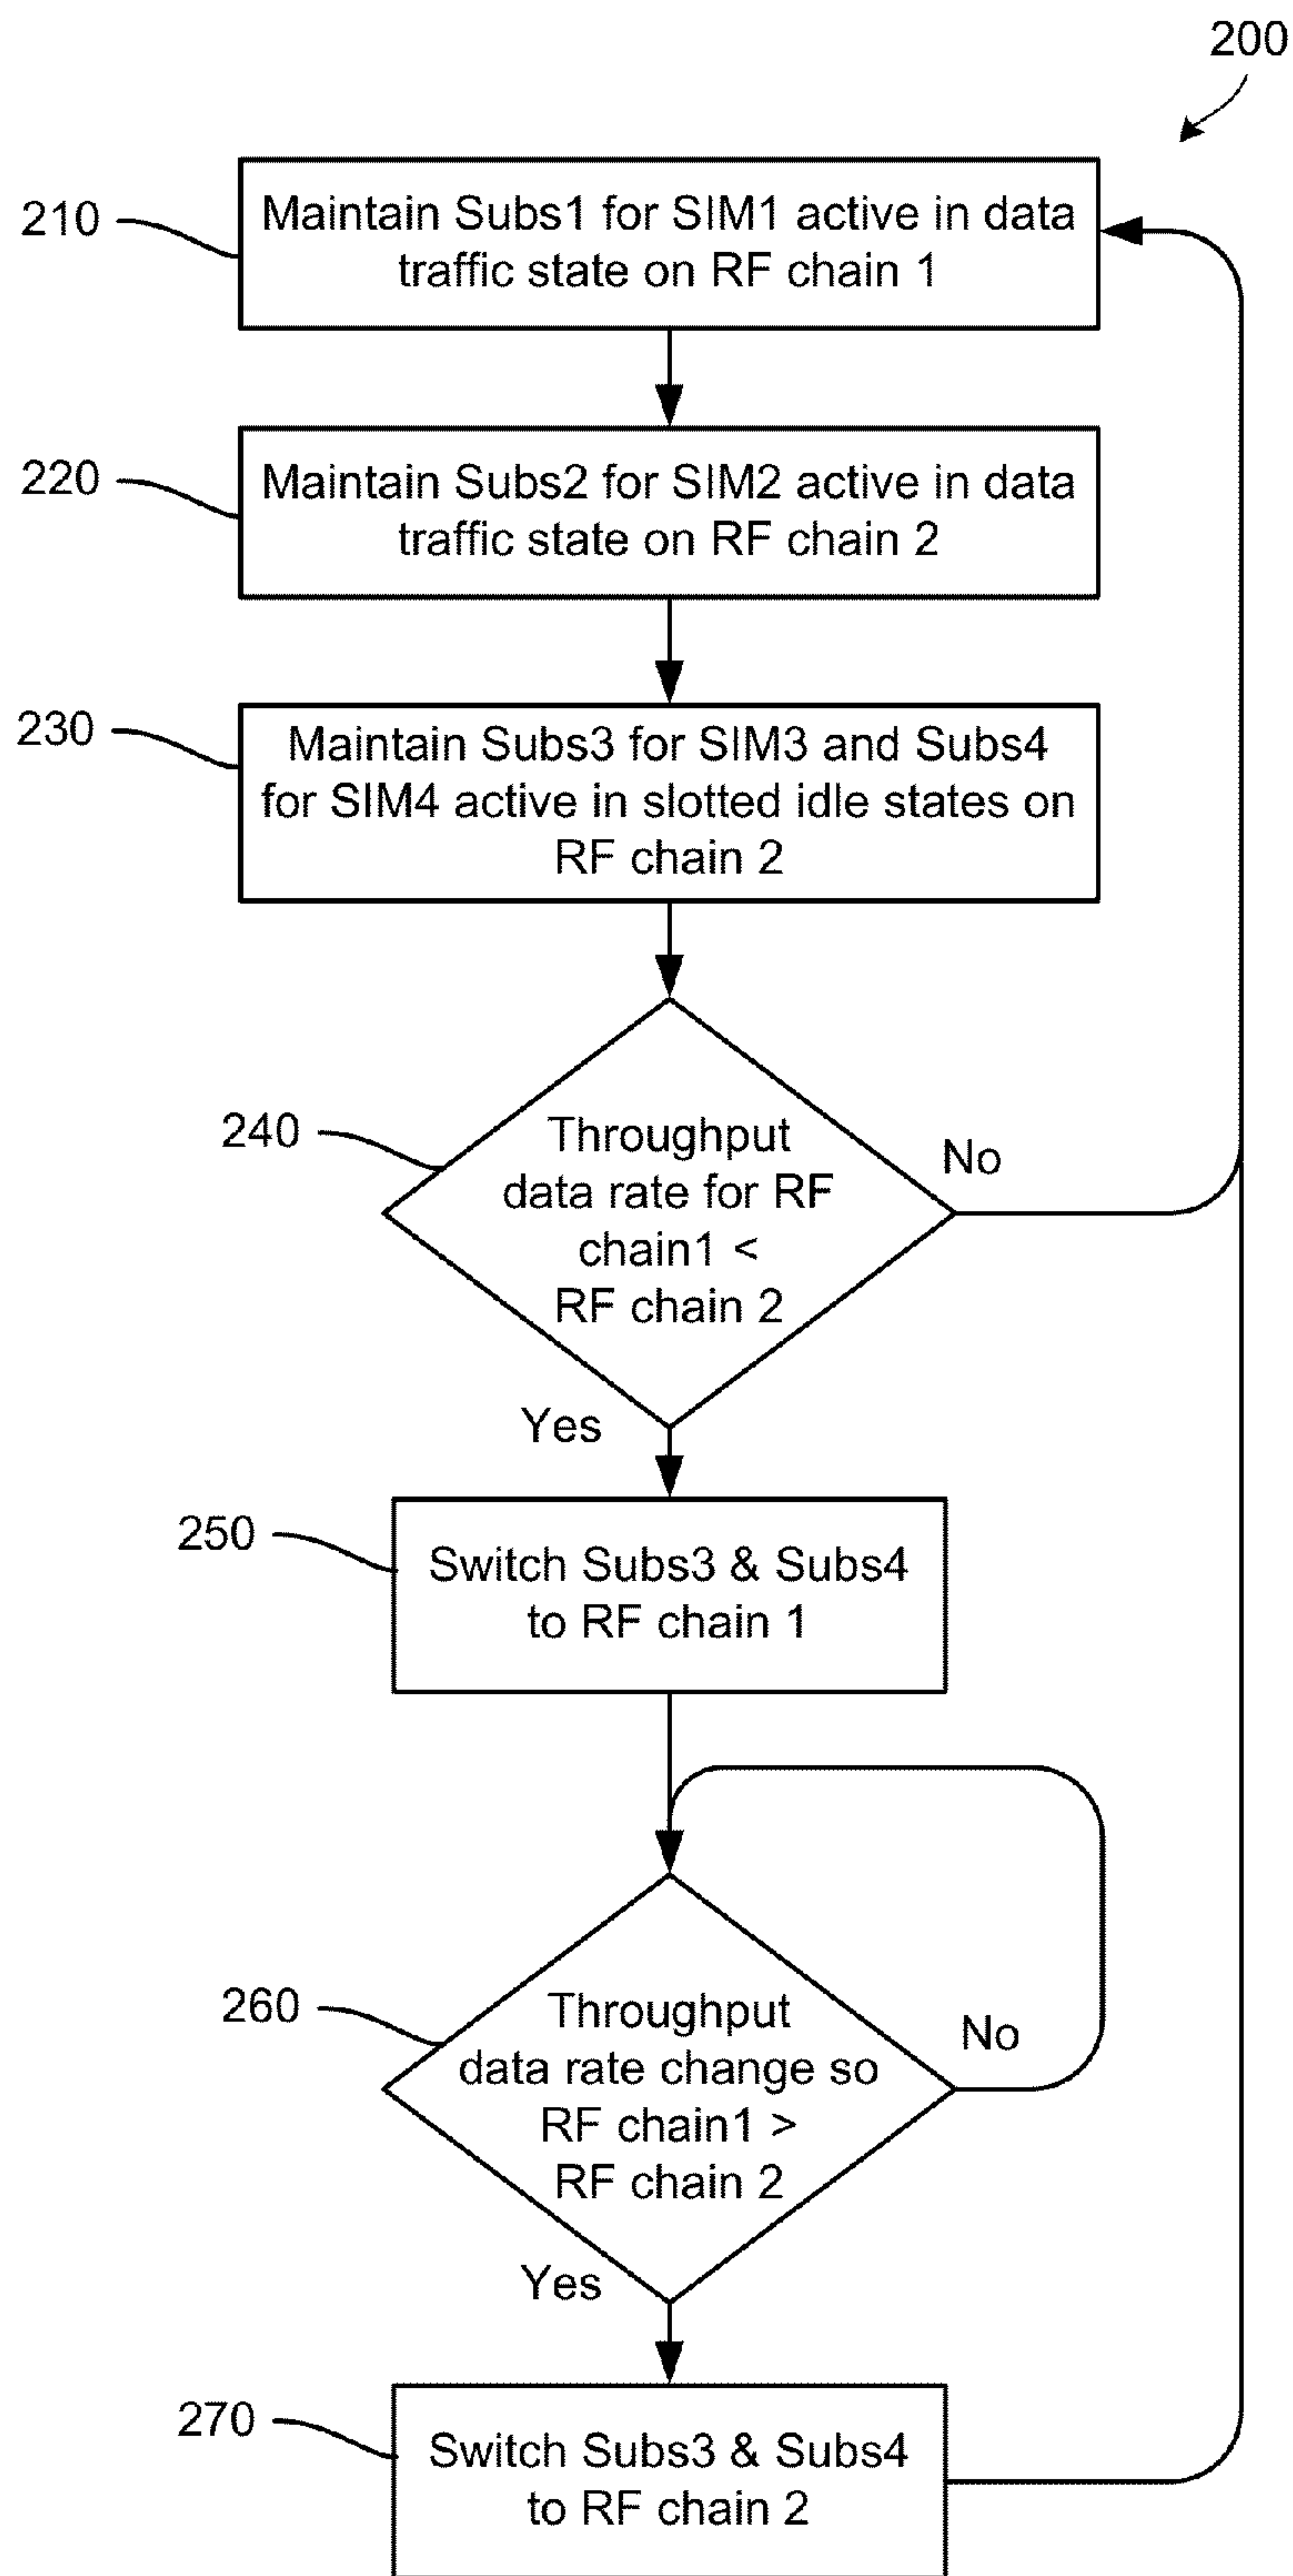 200
210
Maintain Subs1 for SIM1 active in data
traffic state on RF chain 1
220
Maintain Subs2 for SIM2 active in data
traffic state on RF chain 2
230
Maintain Subs3 for SIM3 and Subs4
for SIM4 active in slotted idle states on
RF chain 2
240
Throughput
data rate for RF
chain1 <
RF chain 2
No
Yes
250
Switch Subs3 & Subs4
to RF chain 1
260
Throughput
data rate change so
RF chain1 >
RF chain 2
No
Yes
270
Switch Subs3 & Subs4
to RF chain 2